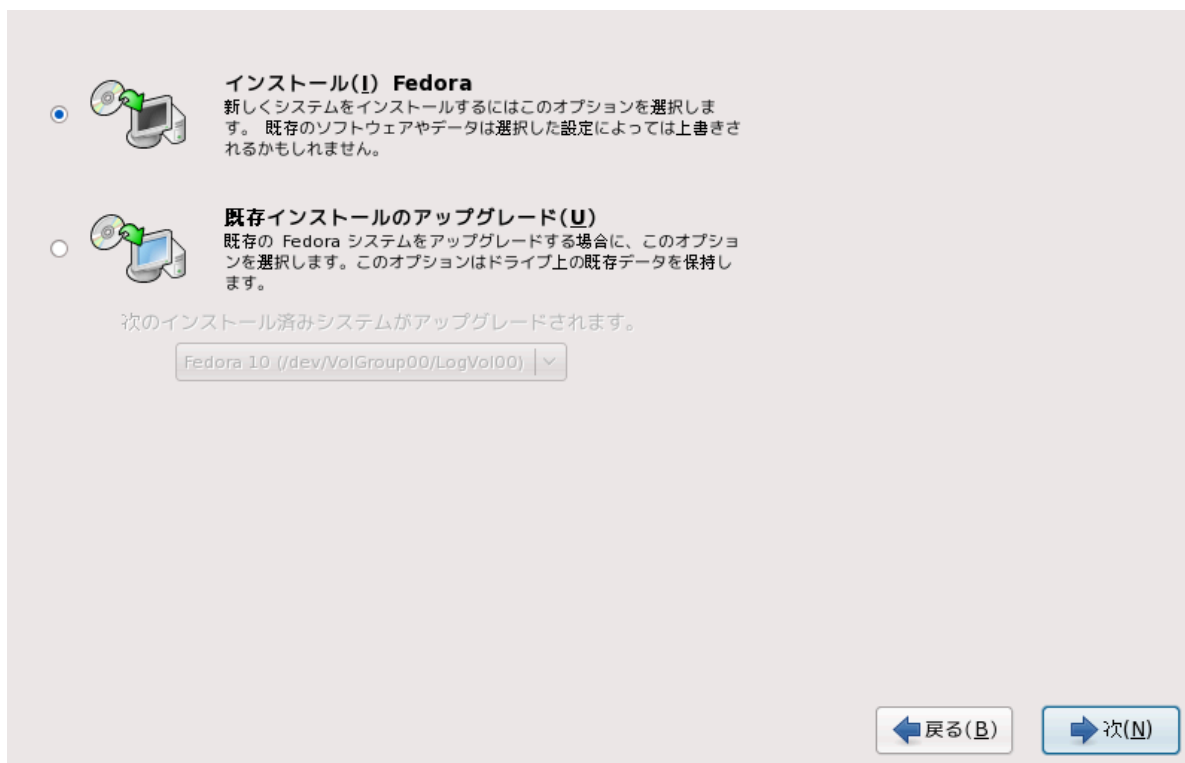 インストール(I) Fedora
新しくシステムをインストールするにはこのオプションを選択しま
す。 既存のソフトウェアやデータは選択した設定によっては上書きさ
れるかもしれません。
既存インストールのアップグレード(U)
既存の Fedora システムをアップグレードする場合に、このオプショ
ンを選択します。このオプションはドライブ上の既存データを保持し
ます。
次のインストール済みシステムがアップグレードされます。
Fedora 10 (/dev/VolGroup00/LogVol00)
戻る(B)
次(N)